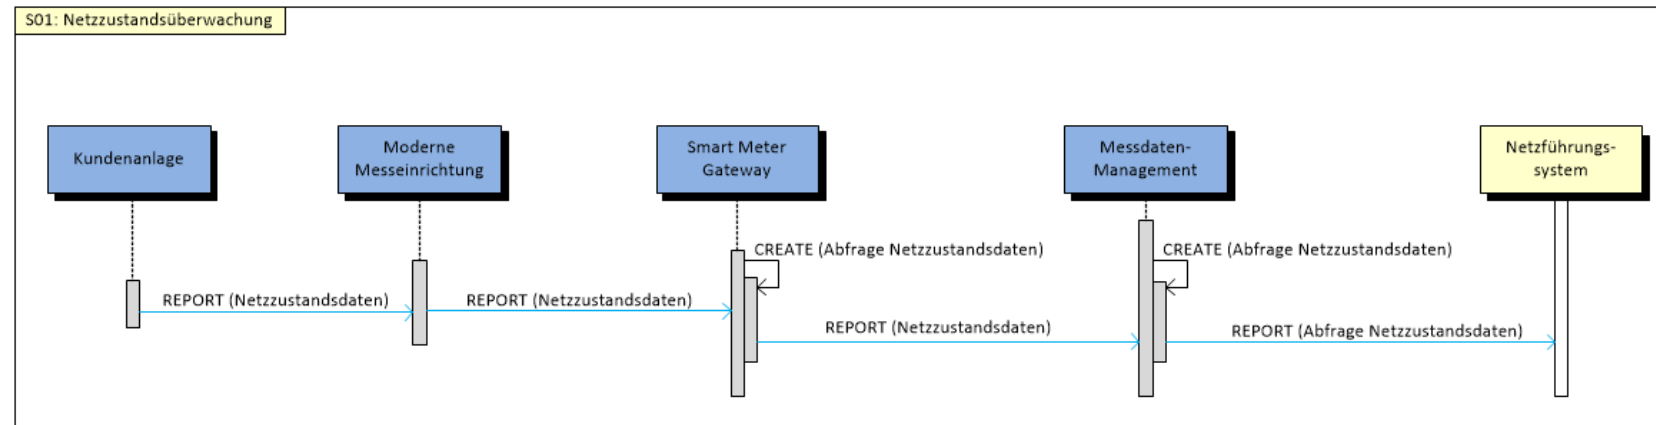 S01: Netzzustandsüberwachung
Kundenanlage
Moderne
Messeinrichtung
Smart Meter
Gateway
Messdaten-
Management
Netzführungs-
system
CREATE (Abfrage Netzzustandsdaten)
CREATE (Abfrage Netzzustandsdaten)
REPORT (Netzzustandsdaten)
REPORT (Netzzustandsdaten)
REPORT (Netzzustandsdaten)
REPORT (Abfrage Netzzustandsdaten)